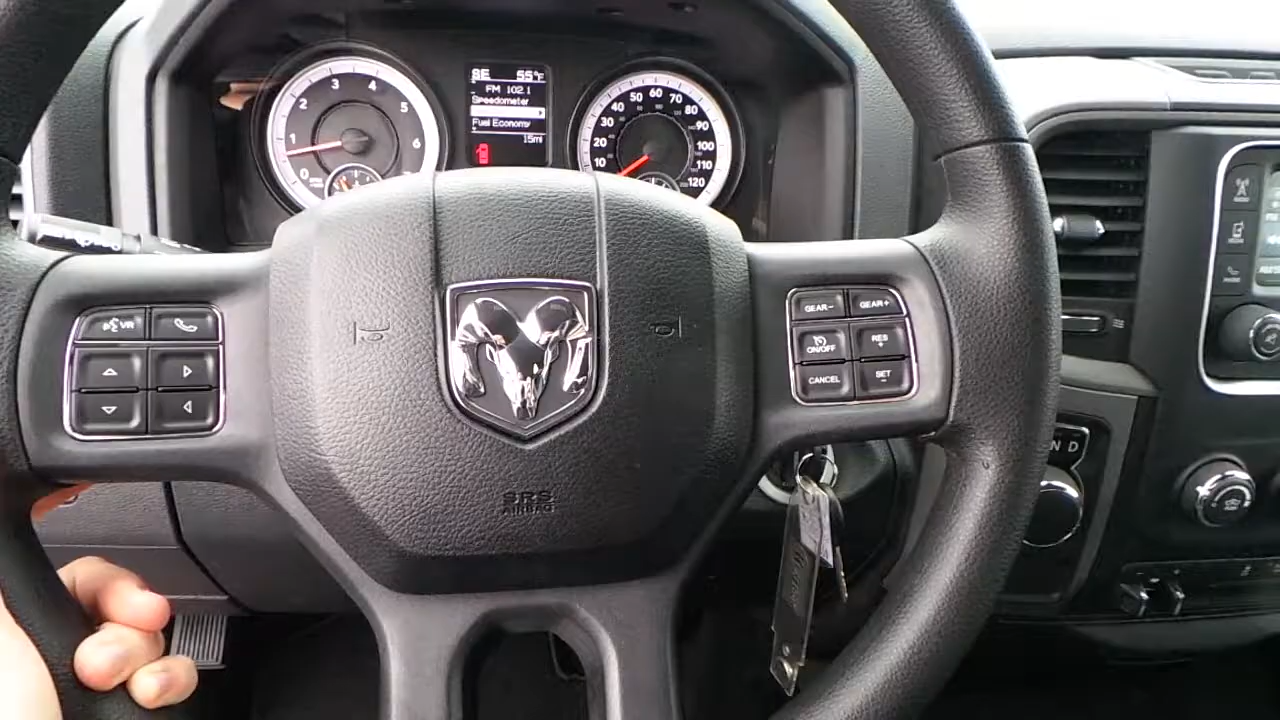 SE 55°F
FM 102.1
Speedometer
Fuel Economy
15mi
0 1 2 3 4 5 6
10 20 30 40 50 60 70 80 90 100 110 120
VR
GEAR− GEAR+
ON/OFF RES +
CANCEL SET −
SRS
AIRBAG
N D